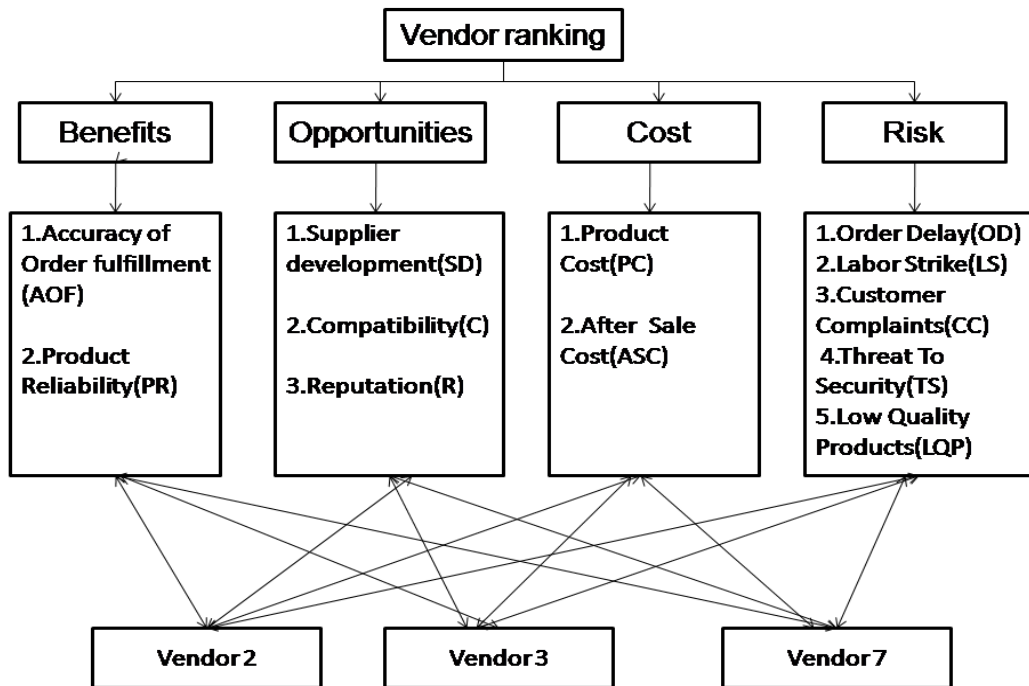 Vendor ranking
Benefits
Opportunities
Cost
Risk
1.Accuracy of
Order fulfillment
(AOF)
2.Product
Reliability(PR)
1.Supplier
development(SD)
2.Compatibility(C)
3.Reputation(R)
1.Product
Cost(PC)
2.After Sale
Cost(ASC)
1.Order Delay(OD)
2.Labor Strike(LS)
3.Customer
Complaints(CC)
4.Threat To
Security(TS)
5.Low Quality
Products(LQP)
Vendor 2
Vendor 3
Vendor 7